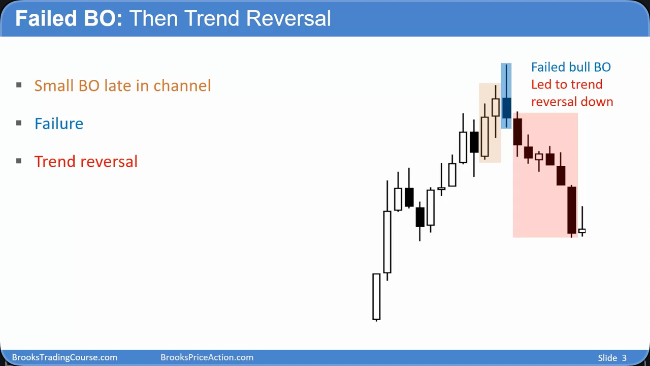 Failed BO: Then Trend Reversal
Small BO late in channel
Failure
Trend reversal
Failed bull BO
Led to trend
reversal down
BrooksTradingCourse.com
BrooksPriceAction.com
Slide 3